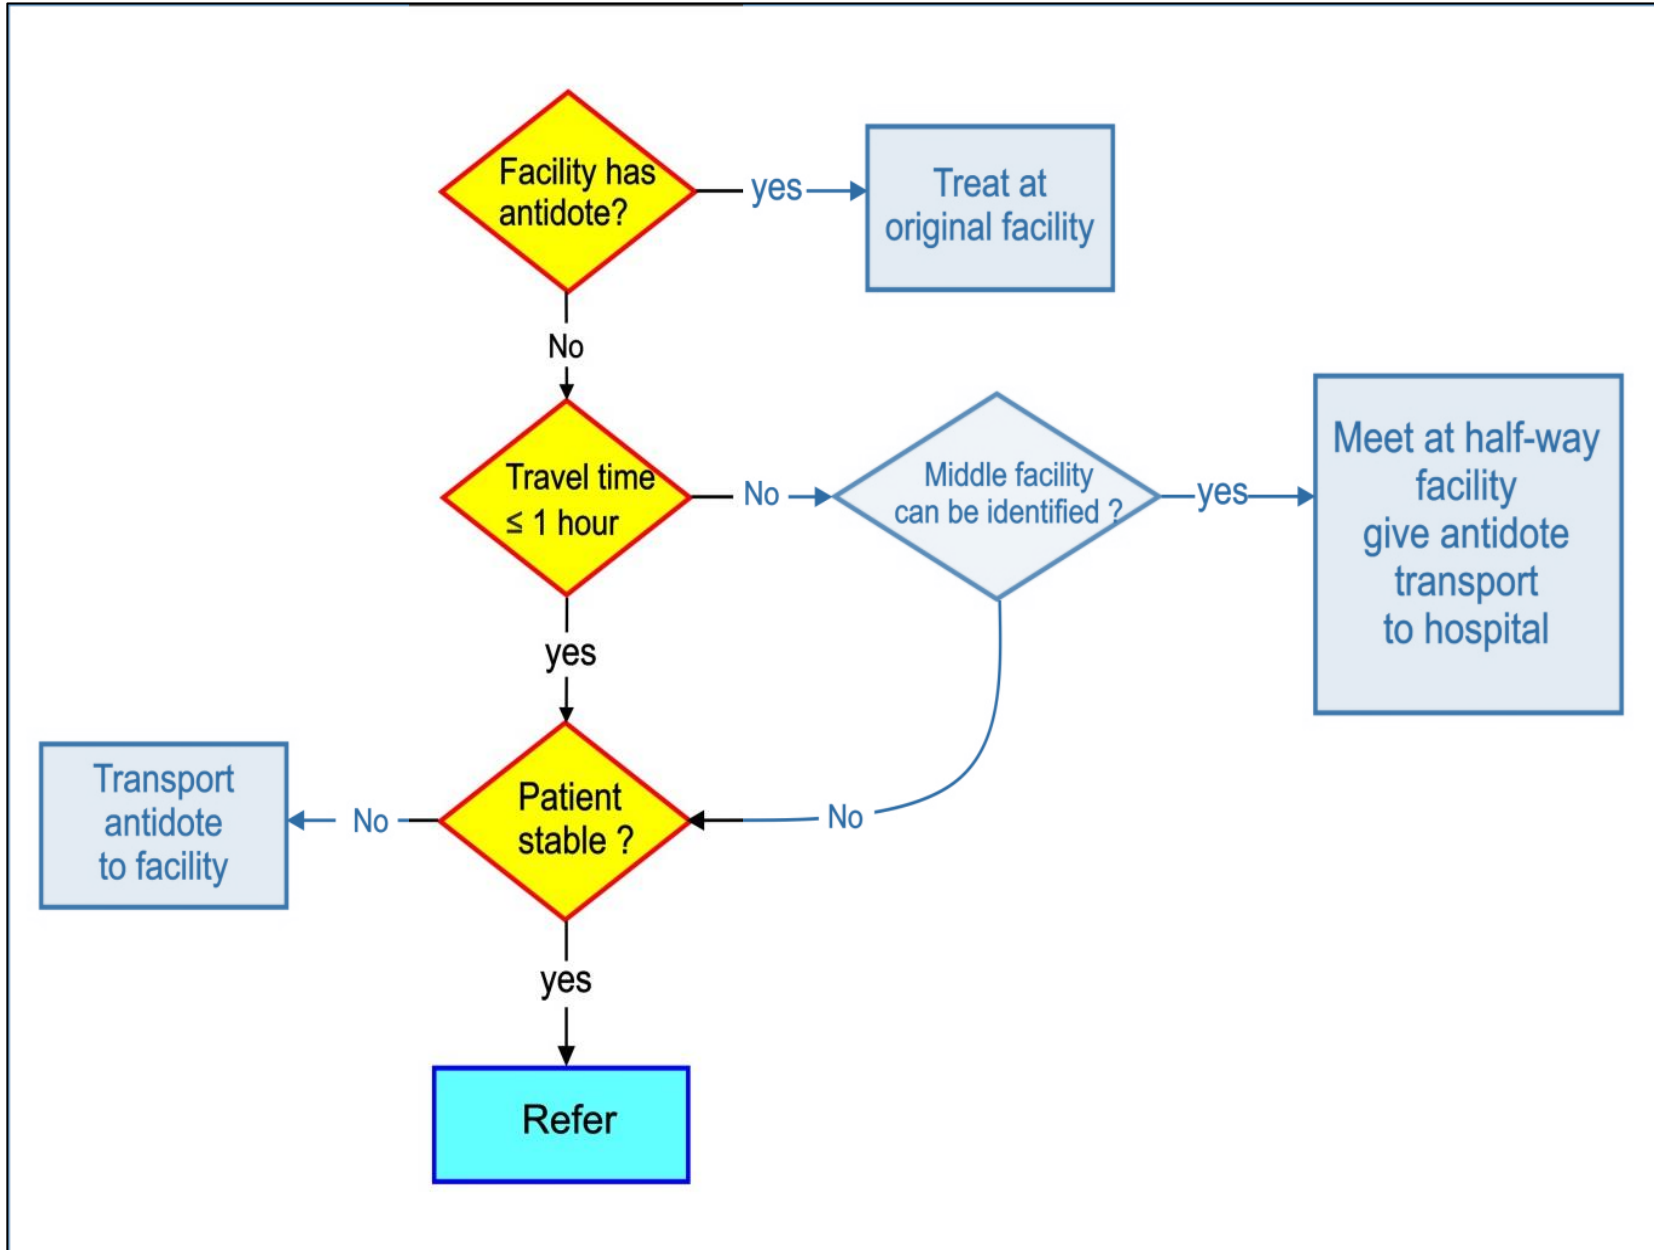 Facility has
antidote?
yes
Treat at
original facility
No
Travel time
≤ 1 hour
No
Middle facility
can be identified ?
yes
Meet at half-way
facility
give antidote
transport
to hospital
yes
Patient
stable ?
No
No
Transport
antidote
to facility
yes
Refer